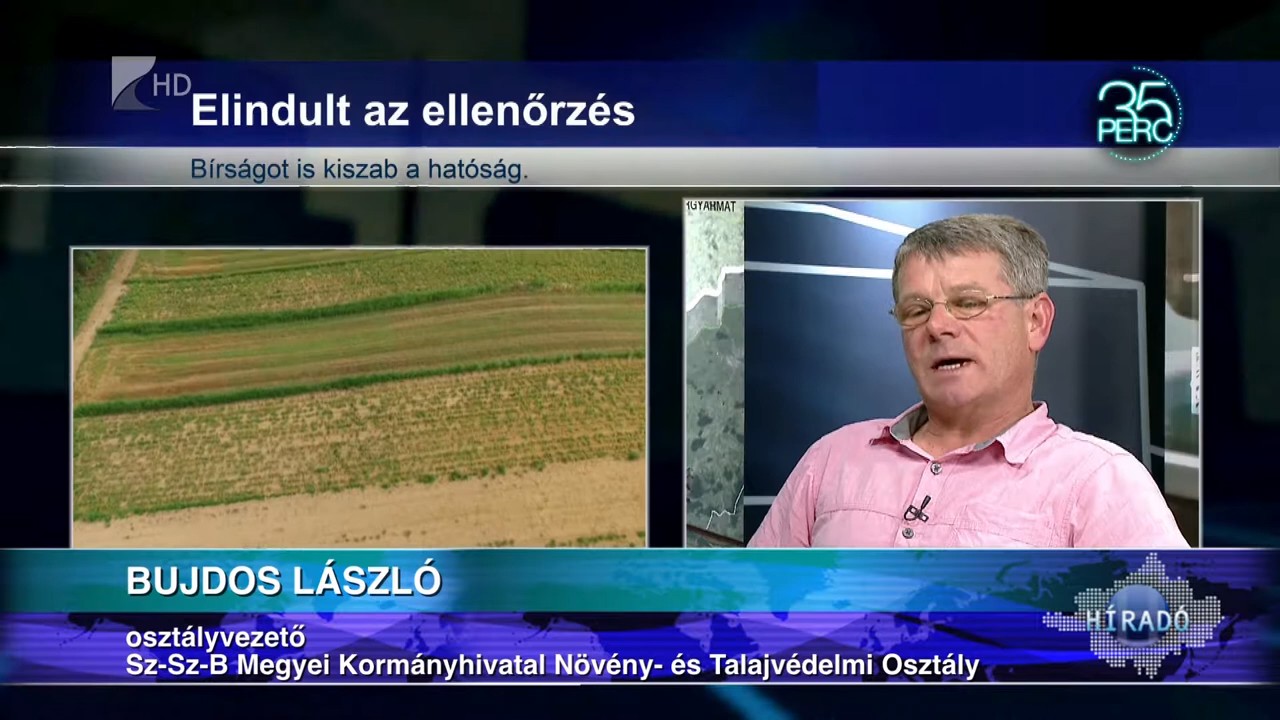 HD
Elindult az ellenőrzés
35
PERC
Bírságot is kiszab a hatóság.
BUJDOS LÁSZLÓ
osztályvezető
Sz-Sz-B Megyei Kormányhivatal Növény- és Talajvédelmi Osztály
HÍRADÓ